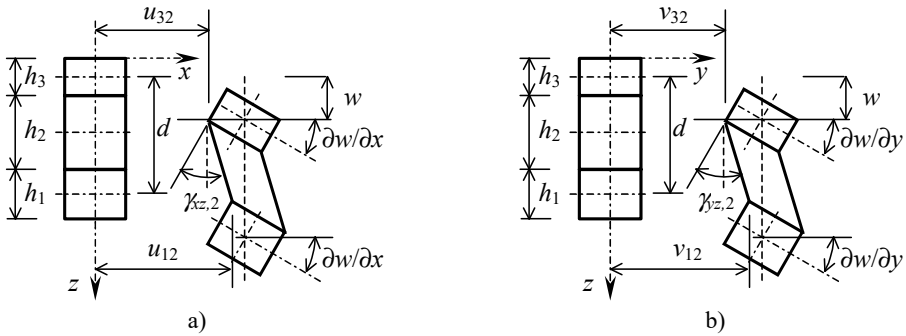 u32
x
h3
h2
h1
d
w
∂w/∂x
γxz,2
u12
∂w/∂x
z
a)
v32
y
h3
h2
h1
d
w
∂w/∂y
γyz,2
v12
∂w/∂y
z
b)